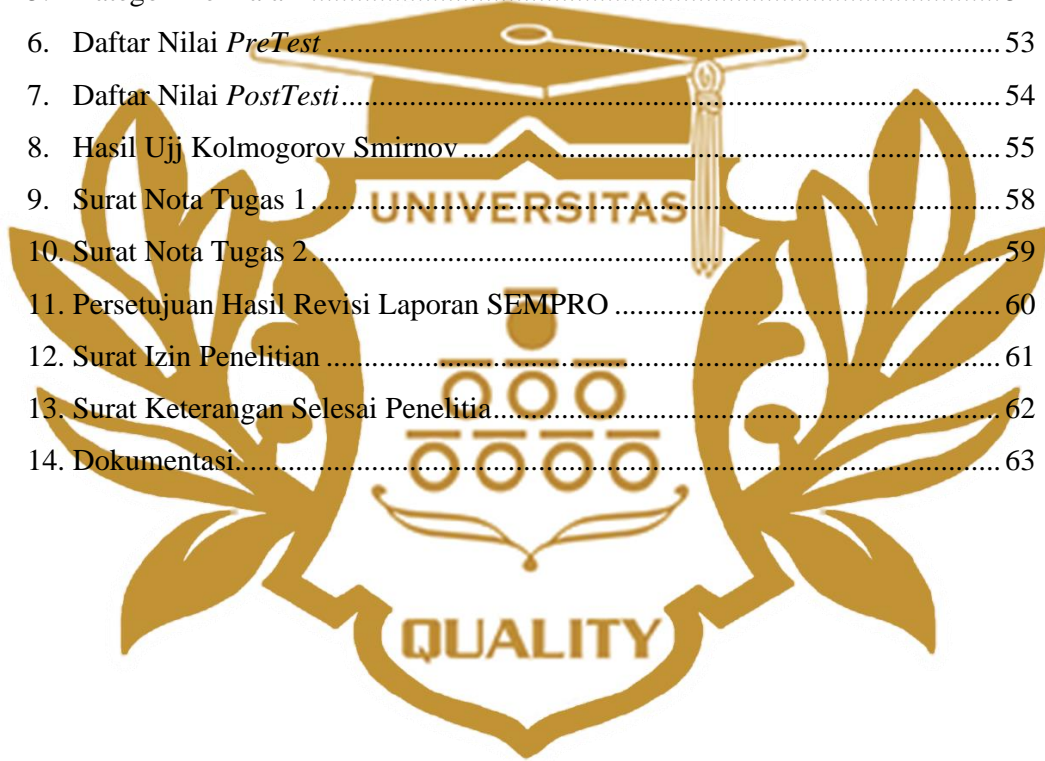 6. Daftar Nilai PreTest ........................................................................ 53
7. Daftar Nilai PostTesti ........................................................................ 54
8. Hasil Ujj Kolmogorov Smirnov ........................................................................ 55
9. Surat Nota Tugas 1 ........................................................................ 58
UNIVERSITAS
10. Surat Nota Tugas 2 ........................................................................ 59
11. Persetujuan Hasil Revisi Laporan SEMPRO ........................................................................ 60
12. Surat Izin Penelitian ........................................................................ 61
13. Surat Keterangan Selesai Penelitia ........................................................................ 62
14. Dokumentasi ........................................................................ 63
QUALITY